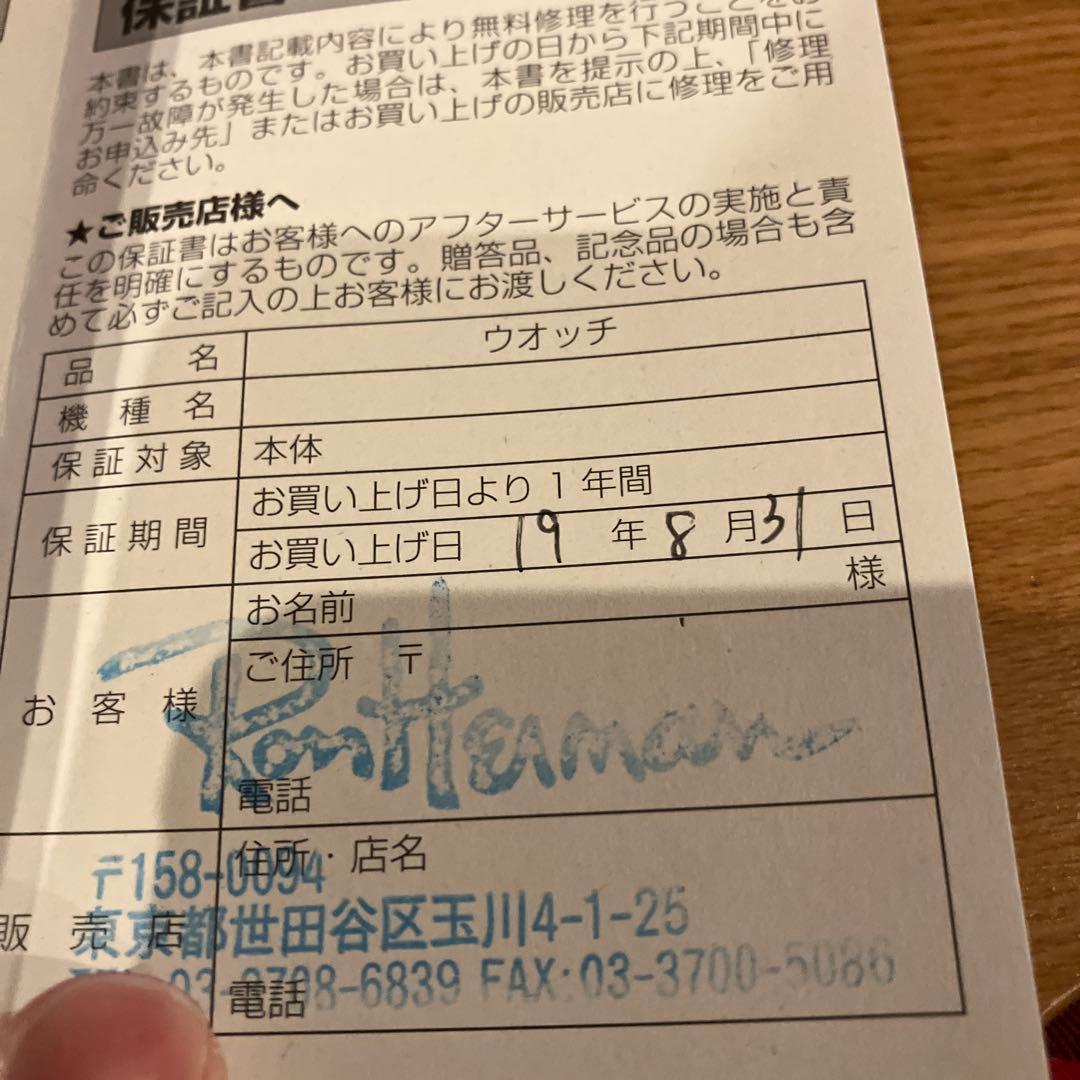 保証書
本書は、本書記載内容により無料修理を行うことをお
約束するものです。お買い上げの日から下記期間中に
万一故障が発生した場合は、本書を提示の上、「修理
お申込み先」またはお買い上げの販売店に修理をご用
命ください。
★ご販売店様へ
この保証書はお客様へのアフターサービスの実施と責
任を明確にするものです。贈答品、記念品の場合も含
めて必ずご記入の上お客様にお渡しください。
品名 ウオッチ
機種名
保証対象 本体
保証期間 お買い上げ日より1年間
お買い上げ日 19年8月31日
お客様 お名前 様
ご住所 〒
Ron Herman
電話
販売店 住所・店名
〒158-0094
東京都世田谷区玉川4-1-25
03-3708-6839 FAX:03-3700-5086
電話